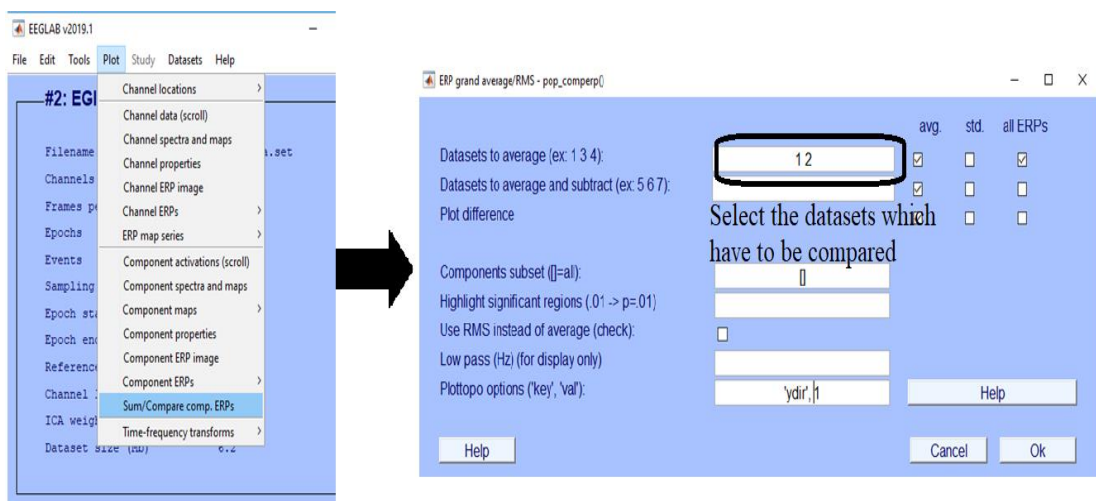 EEGLAB v2019.1
File Edit Tools Plot Study Datasets Help
#2: EGI
Filename a.set
Channels
Frames pe
Epochs
Events
Sampling
Epoch sta
Epoch end
Reference
Channel l
ICA weigh
Dataset size (Mb) 6.2
Channel locations >
Channel data (scroll)
Channel spectra and maps
Channel properties
Channel ERP image
Channel ERPs >
ERP map series >
Component activations (scroll)
Component spectra and maps
Component maps >
Component properties
Component ERP image
Component ERPs >
Sum/Compare comp. ERPs
Time-frequency transforms >
ERP grand average/RMS - pop_comperp()
avg. std. all ERPs
Datasets to average (ex: 1 3 4): 1 2
Datasets to average and subtract (ex: 5 6 7):
Plot difference
Select the datasets which
have to be compared
Components subset ([]=all): []
Highlight significant regions (.01 -> p=.01)
Use RMS instead of average (check):
Low pass (Hz) (for display only)
Plottopo options ('key', 'val'): 'ydir', 1
Help
Help Cancel Ok